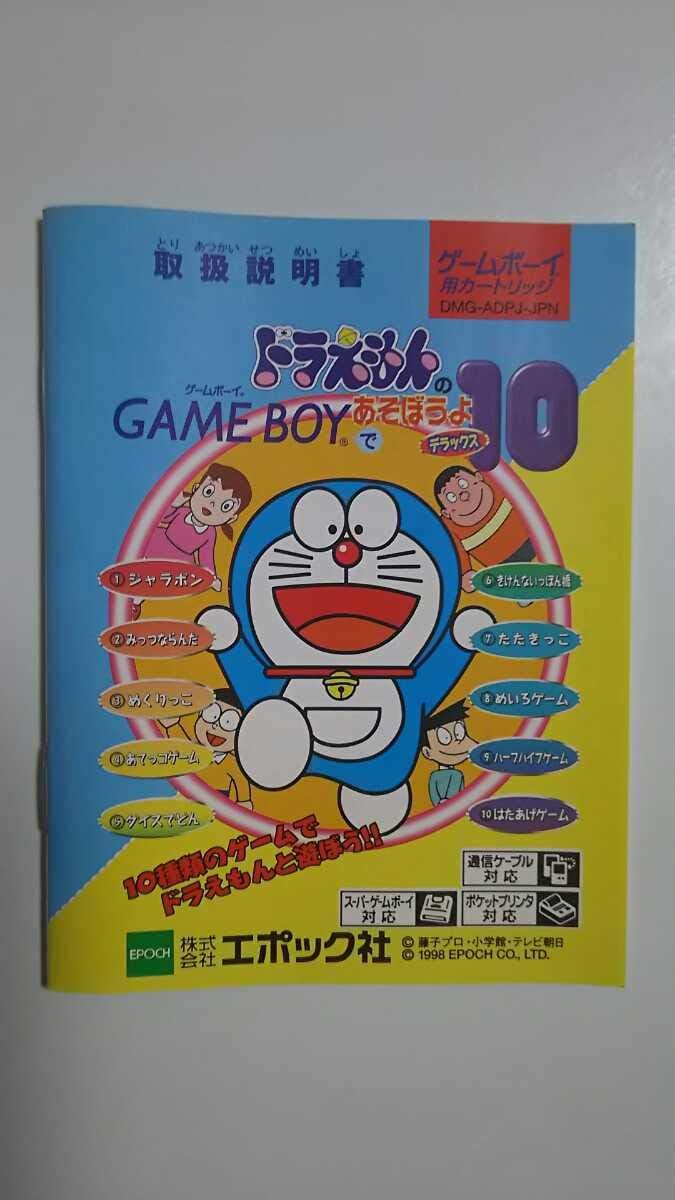 とり あつかい せつ めい しょ
取扱説明書
ゲームボーイ
用カートリッジ
DMG-ADPJ-JPN
ドラえもんの
ゲームボーイ®
GAME BOY®で
あそぼうよ
デラックス
10
①ジャラポン
②みっつならんだ
③めくりっこ
④あてっコゲーム
⑤クイズでどん
⑥きけんないっぽん橋
⑦たたきっこ
⑧めいろゲーム
⑨ハーフハイフゲーム
⑩はたあげゲーム
10種類のゲームで
ドラえもんと遊ぼう!!
通信ケーブル
対応
スーパーゲームボーイ
対応
ポケットプリンタ
対応
EPOCH
株式会社エポック社
© 藤子プロ・小学館・テレビ朝日
© 1998 EPOCH CO., LTD.